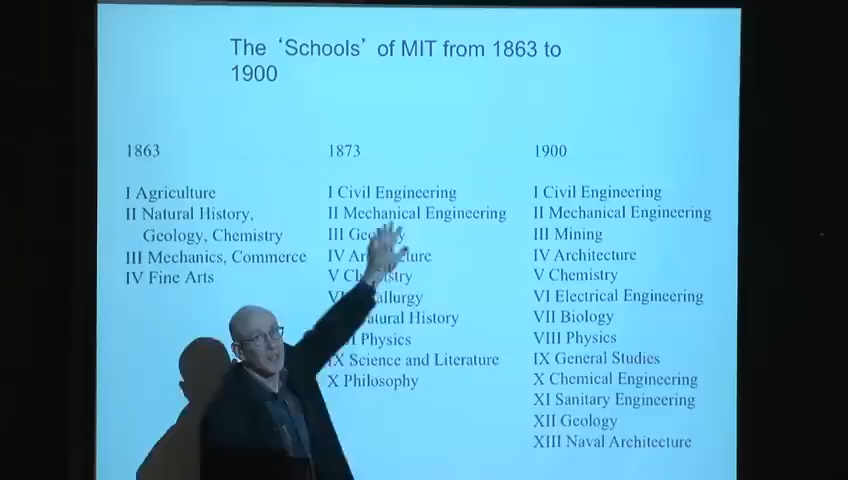 The ‘Schools’ of MIT from 1863 to
1900
1863
I Agriculture
II Natural History,
Geology, Chemistry
III Mechanics, Commerce
IV Fine Arts
1873
I Civil Engineering
II Mechanical Engineering
III
IV
V
Natural History
Physics
IX Science and Literature
X Philosophy
1900
I Civil Engineering
II Mechanical Engineering
III Mining
IV Architecture
V Chemistry
VI Electrical Engineering
VII Biology
VIII Physics
IX General Studies
X Chemical Engineering
XI Sanitary Engineering
XII Geology
XIII Naval Architecture